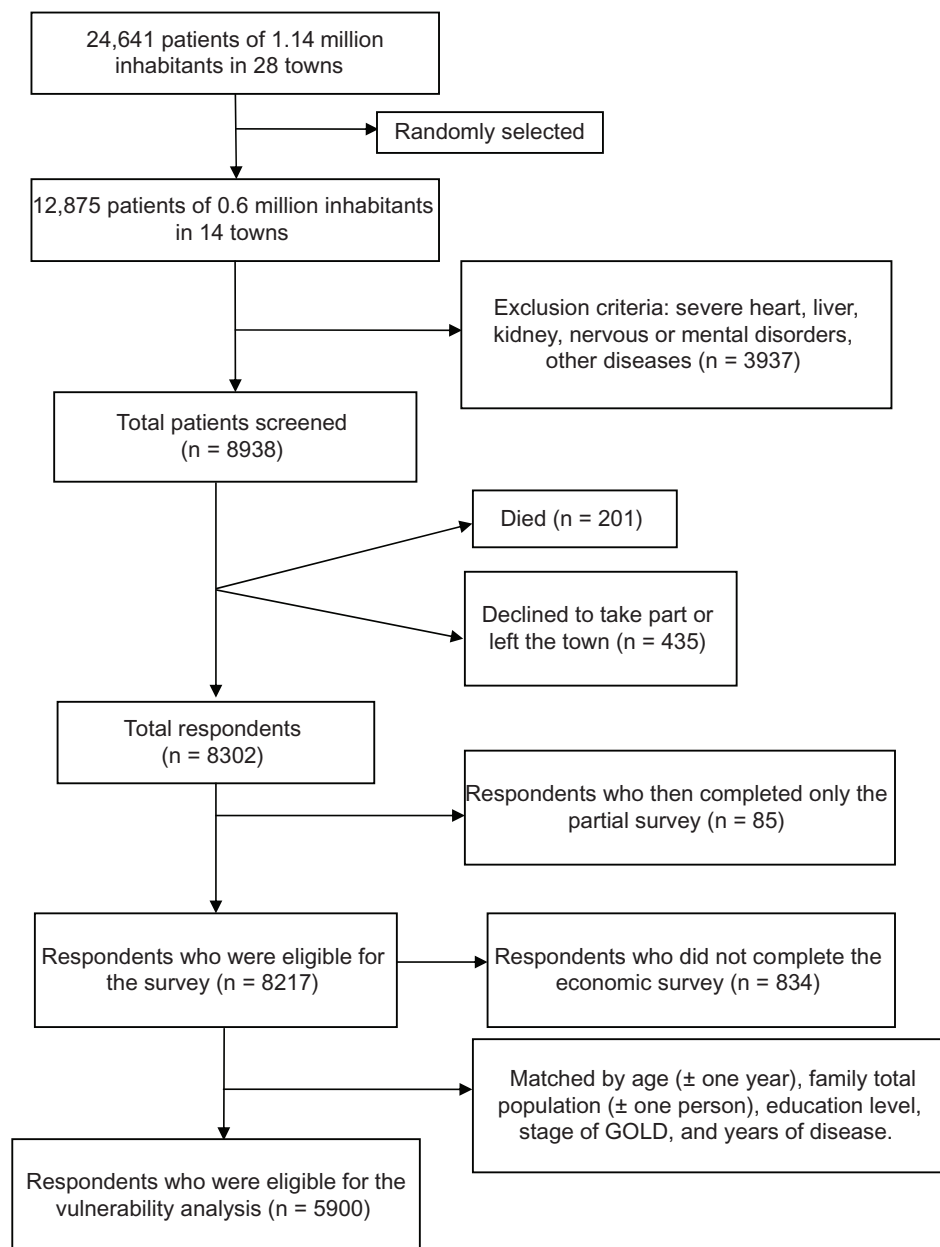 24,641 patients of 1.14 million
inhabitants in 28 towns
Randomly selected
12,875 patients of 0.6 million inhabitants
in 14 towns
Exclusion criteria: severe heart, liver,
kidney, nervous or mental disorders,
other diseases (n = 3937)
Total patients screened
(n = 8938)
Died (n = 201)
Declined to take part or
left the town (n = 435)
Total respondents
(n = 8302)
Respondents who then completed only the
partial survey (n = 85)
Respondents who were eligible for
the survey (n = 8217)
Respondents who did not complete the
economic survey (n = 834)
Matched by age (± one year), family total
population (± one person), education level,
stage of GOLD, and years of disease.
Respondents who were eligible for the
vulnerability analysis (n = 5900)